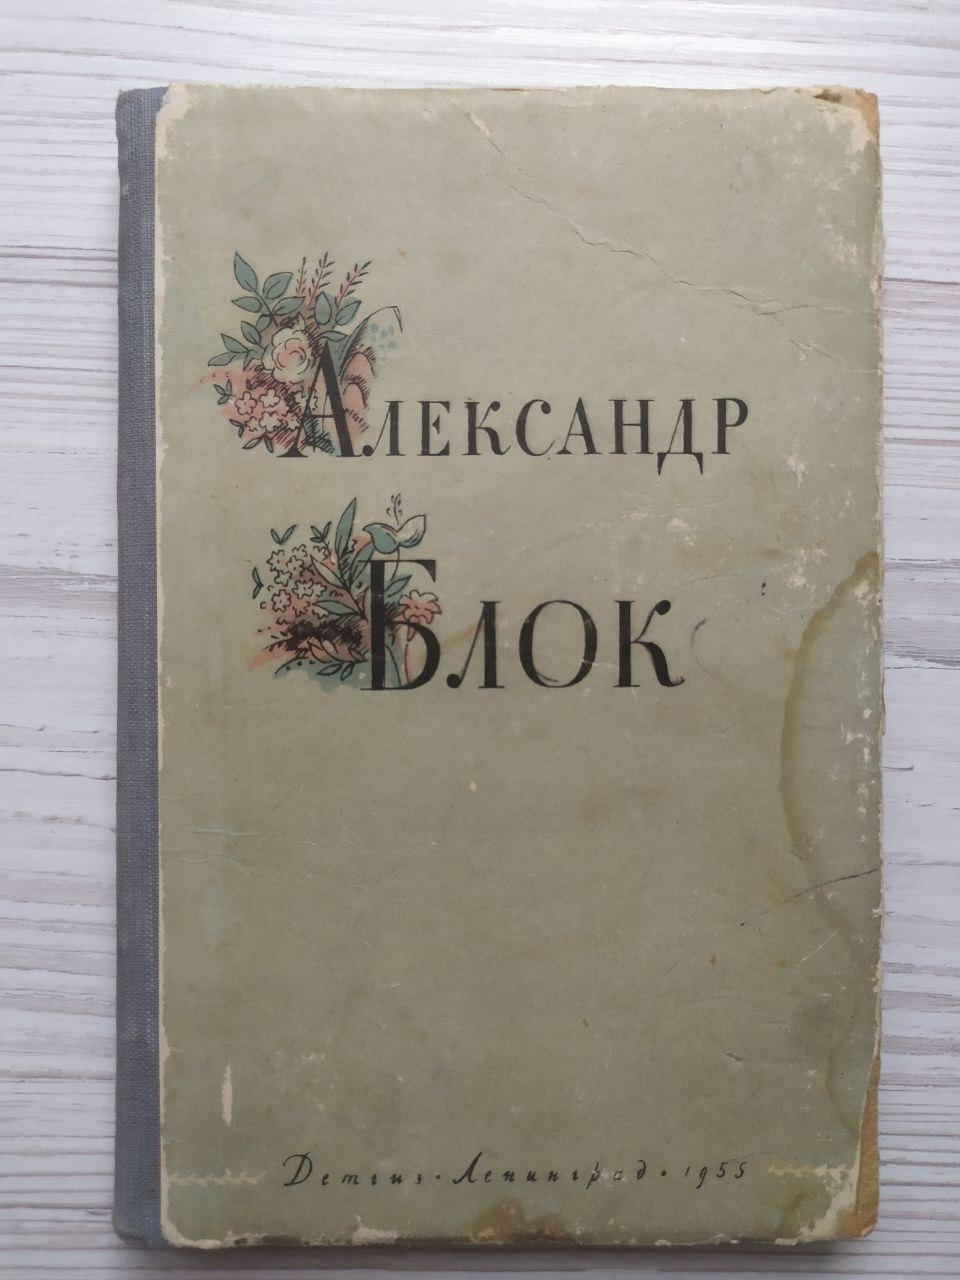 Александр
Блок
Детгиз · Ленинград · 1955